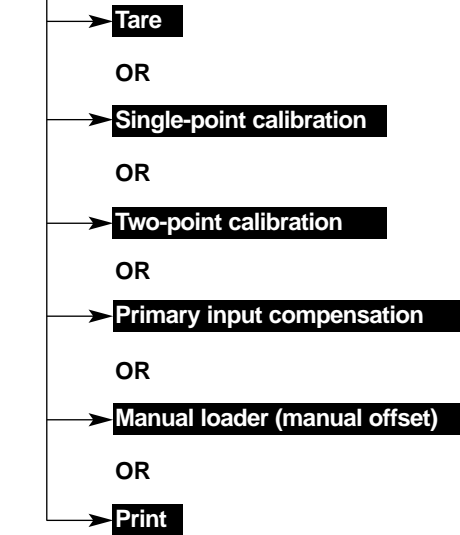 Tare
OR
Single-point calibration
OR
Two-point calibration
OR
Primary input compensation
OR
Manual loader (manual offset)
OR
Print